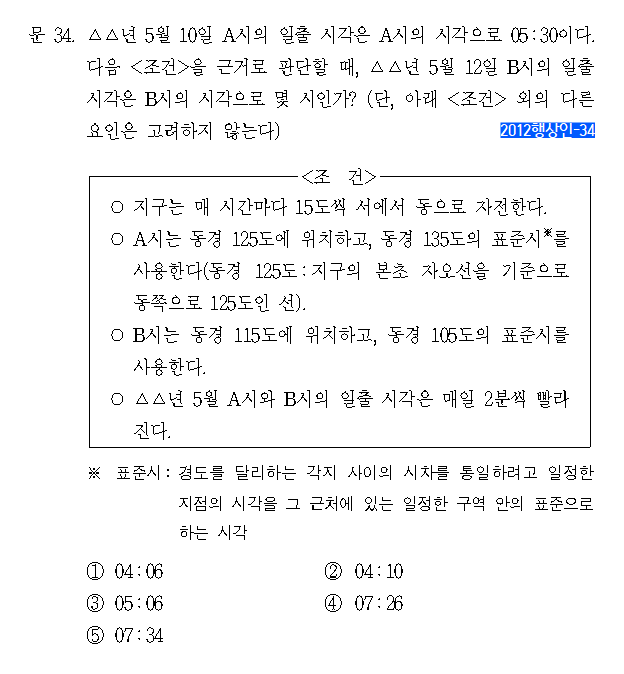 문 34. △△년 5월 10일 A시의 일출 시각은 A시의 시각으로 05:30이다.
다음 <조건>을 근거로 판단할 때, △△년 5월 12일 B시의 일출
시각은 B시의 시각으로 몇 시인가? (단, 아래 <조건> 외의 다른
요인은 고려하지 않는다) 2012행상인-34
<조 건>
○ 지구는 매 시간마다 15도씩 서에서 동으로 자전한다.
○ A시는 동경 125도에 위치하고, 동경 135도의 표준시※를
사용한다(동경 125도:지구의 본초 자오선을 기준으로
동쪽으로 125도인 선).
○ B시는 동경 115도에 위치하고, 동경 105도의 표준시를
사용한다.
○ △△년 5월 A시와 B시의 일출 시각은 매일 2분씩 빨라
진다.
※ 표준시: 경도를 달리하는 각지 사이의 시차를 통일하려고 일정한
지점의 시각을 그 근처에 있는 일정한 구역 안의 표준으로
하는 시각
① 04:06 ② 04:10
③ 05:06 ④ 07:26
⑤ 07:34